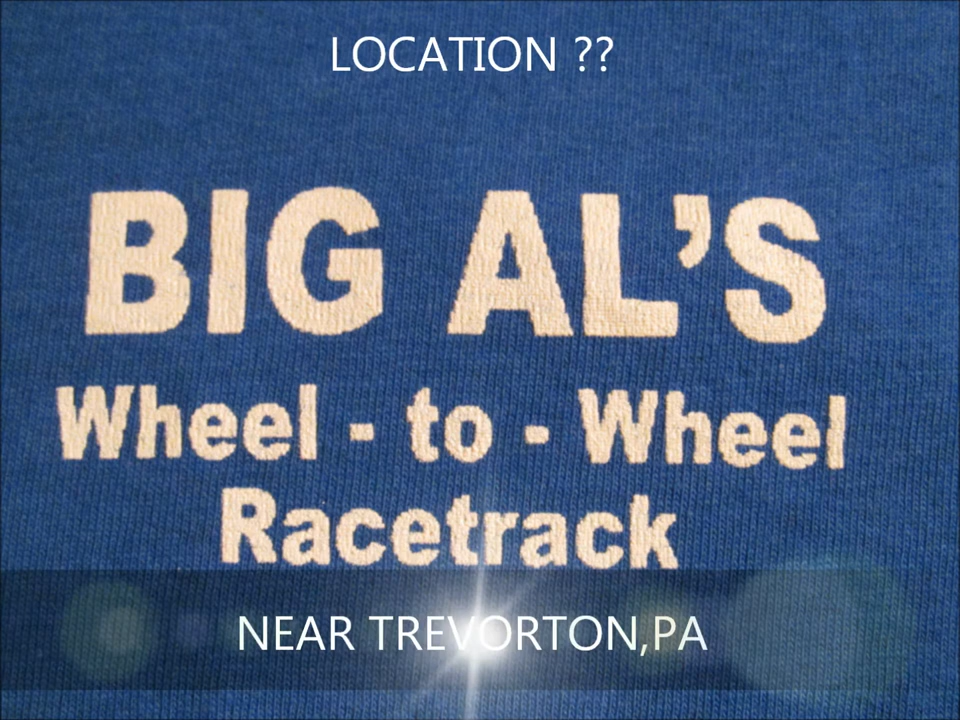 LOCATION ??
BIG AL'S
Wheel - to - Wheel
Racetrack
NEAR TREVORTON,PA